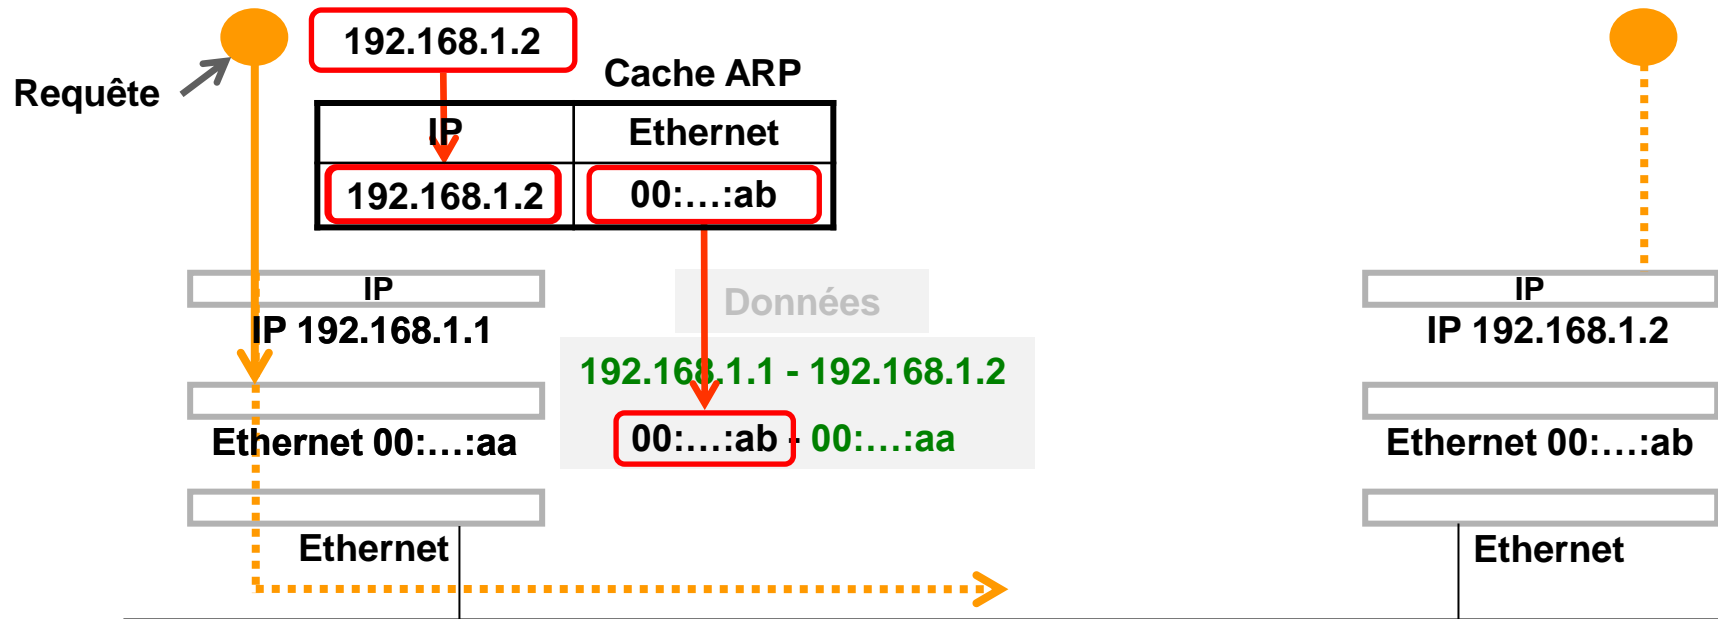 192.168.1.2
Requête
Cache ARP
IP Ethernet
192.168.1.2 00:...:ab
IP
Données
IP
IP 192.168.1.1
IP 192.168.1.2
192.168.1.1 - 192.168.1.2
Ethernet 00:...:aa
00:...:ab - 00:...:aa
Ethernet 00:...:ab
Ethernet
Ethernet